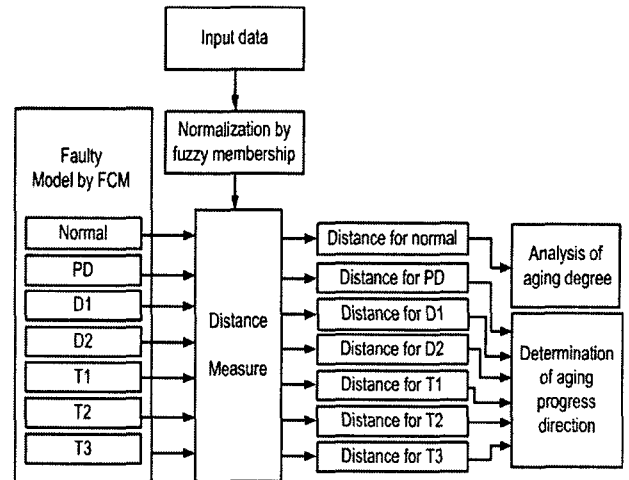 Input data
Normalization by
fuzzy membership
Faulty
Model by FCM
Normal
PD
D1
D2
T1
T2
T3
Distance
Measure
Distance for normal
Distance for PD
Distance for D1
Distance for D2
Distance for T1
Distance for T2
Distance for T3
Analysis of
aging degree
Determination
of aging
progress
direction